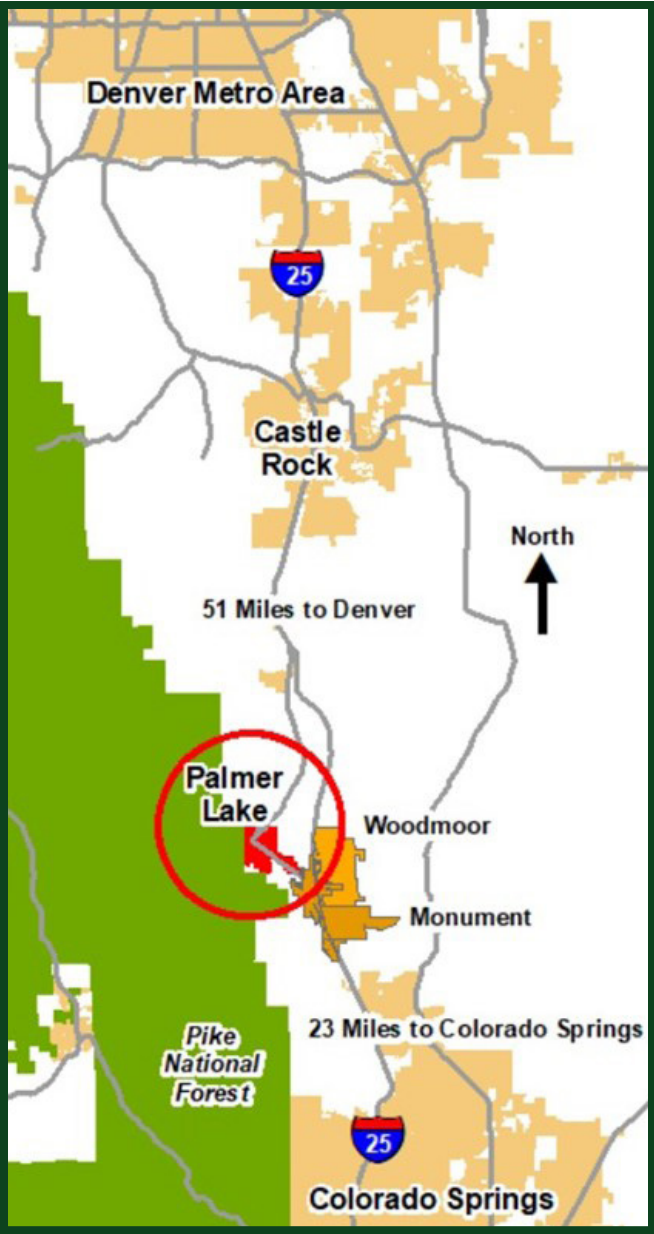 Denver Metro Area
25
Castle
Rock
North
51 Miles to Denver
Palmer
Lake
Woodmoor
Monument
23 Miles to Colorado Springs
Pike
National
Forest
25
Colorado Springs